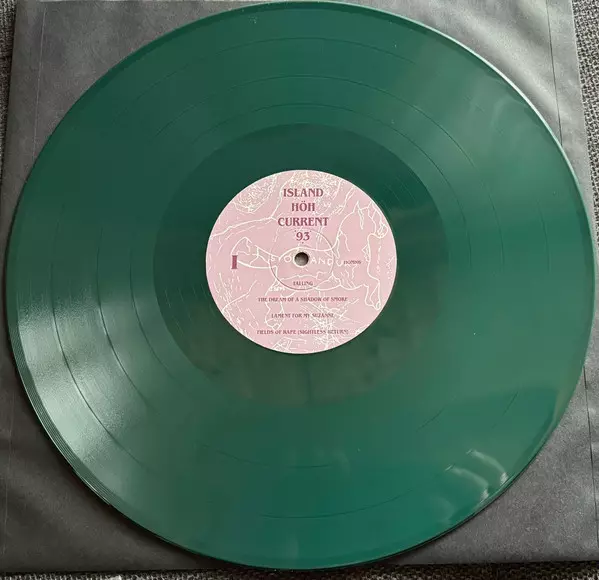 ISLAND
HÖH
CURRENT
'93
I
FALLING
THE DREAM OF A SHADOW OF SMOKE
LAMENT FOR MY SUZANNE
FIELDS OF RAPE (SIGHTLESS RETURN)